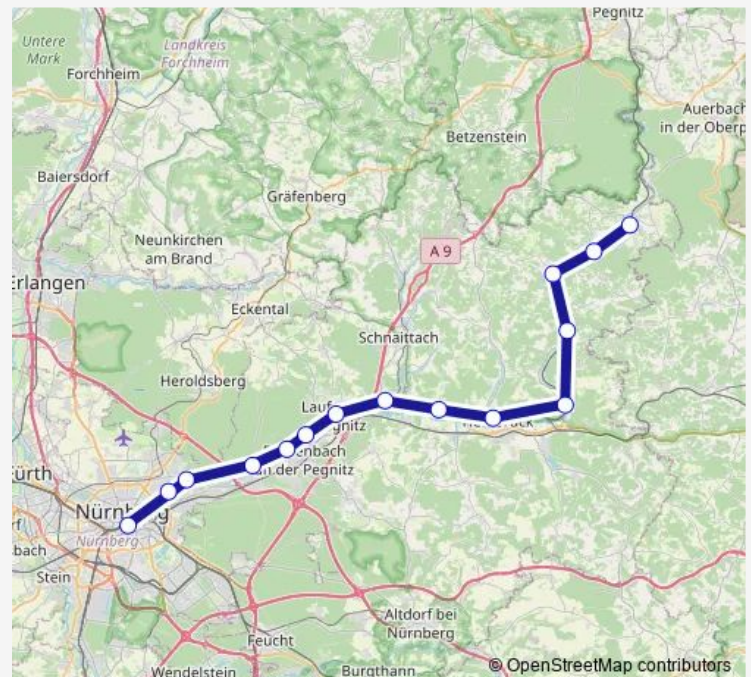 Pegnitz
Untere
Mark
Landkreis
Forchheim
Forchheim
Auerbach
in der Oberp
Betzenstein
Baiersdorf
Gräfenberg
Neunkirchen
am Brand
A 9
Erlangen
Eckental
Schnaittach
Heroldsberg
Lauf
gnitz
enbach
an der Pegnitz
ürth
Nürnberg
Nürnberg
bach
Stein
Altdorf bei
Nürnberg
Feucht
Wendelstein
Burgthann
© OpenStreetMap contributors